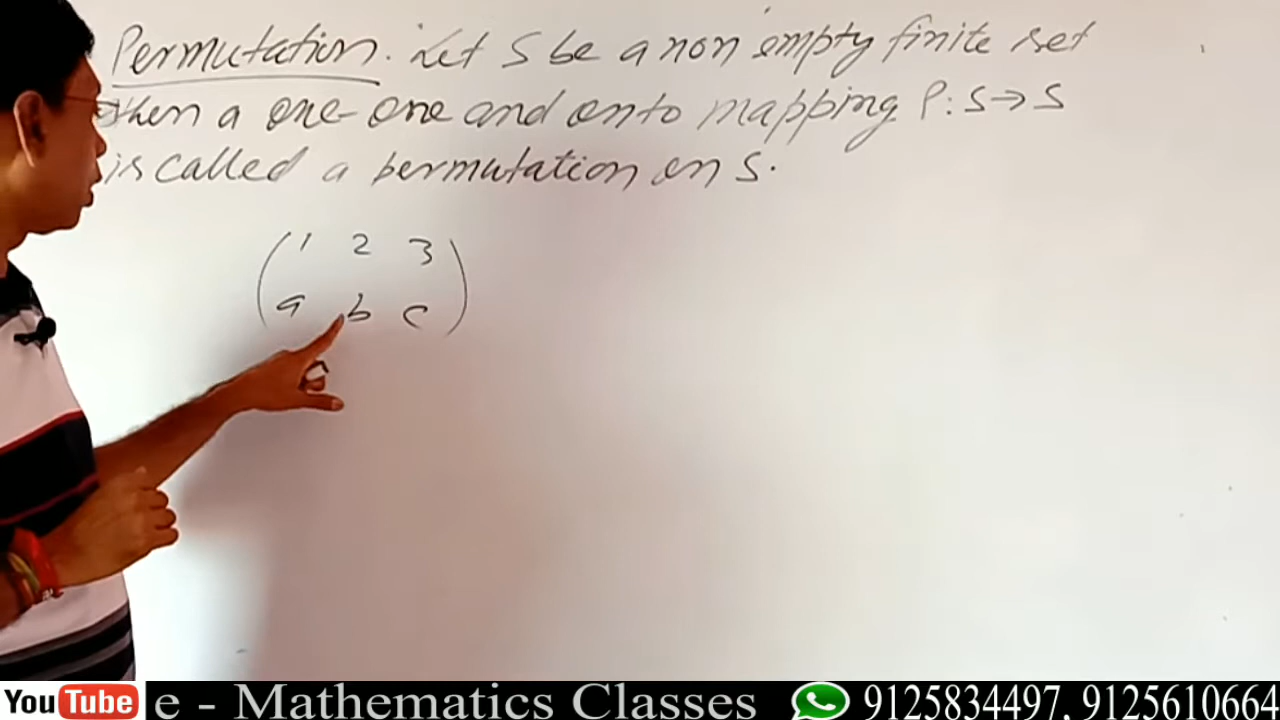 Permutation. Let S be a non empty finite set
then a one-one and onto mapping P: S→S
is called a permutation on S.
( 1 2 3 )
( a b c )
YouTube e - Mathematics Classes 9125834497, 9125610664